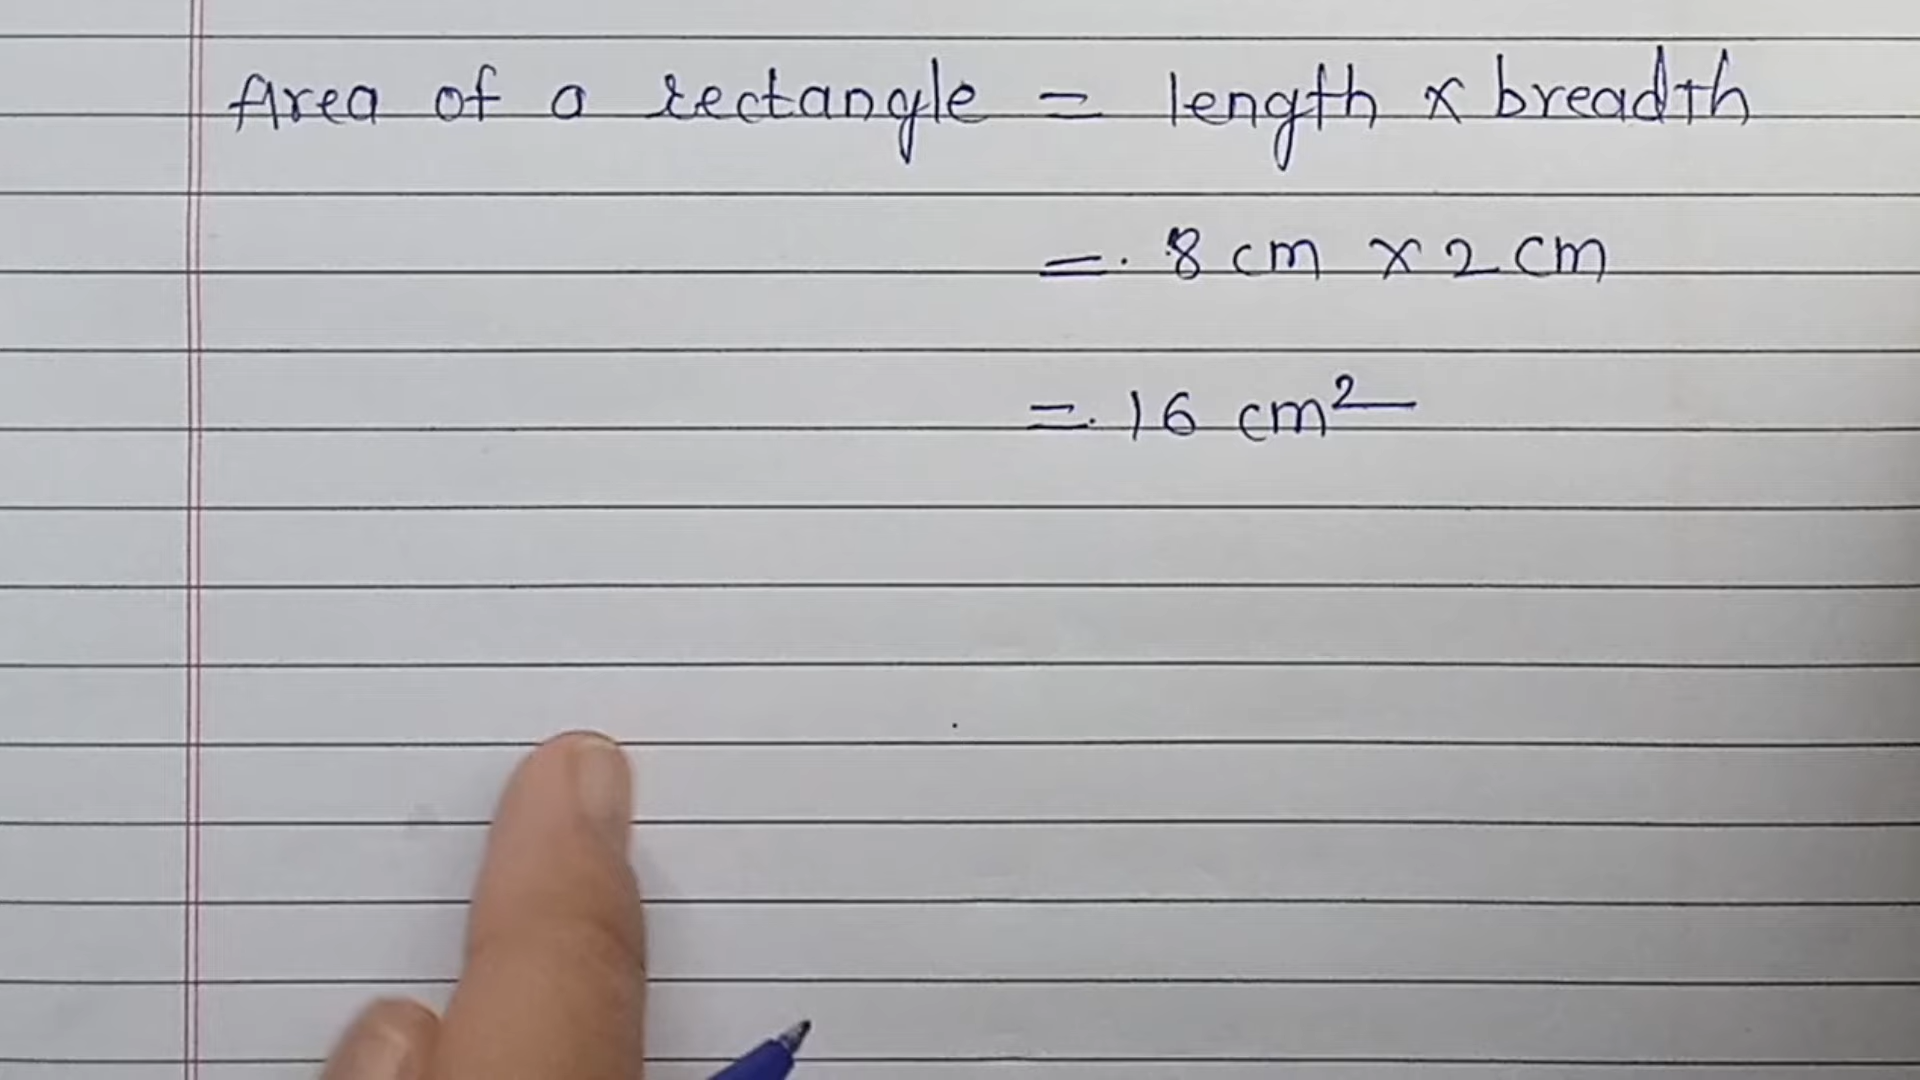 Area of a rectangle = length × breadth
= 8 cm × 2 cm
= 16 cm²